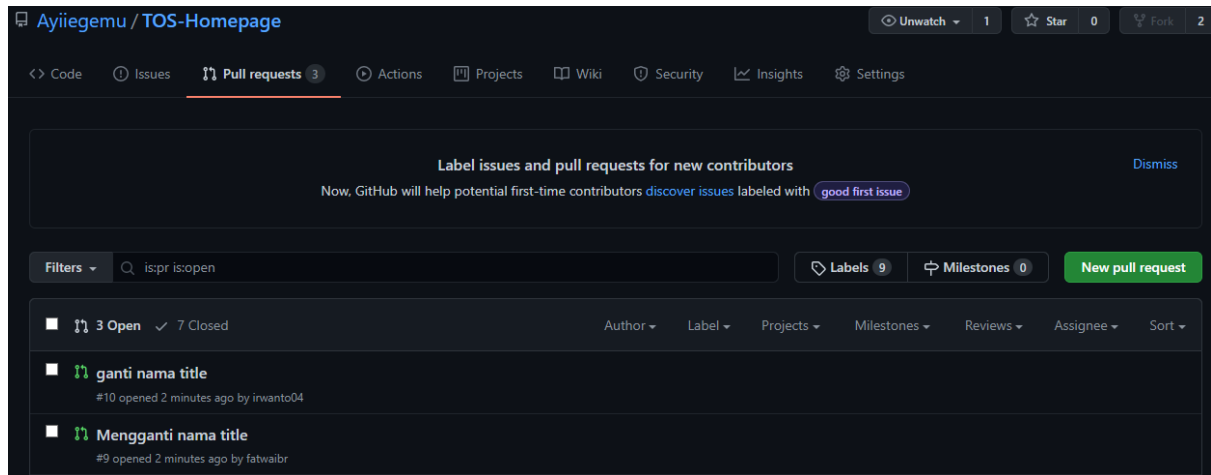 Ayiiegemu / TOS-Homepage Unwatch 1 Star 0 Fork 2
Code Issues Pull requests 3 Actions Projects Wiki Security Insights Settings
Label issues and pull requests for new contributors Dismiss
Now, GitHub will help potential first-time contributors discover issues labeled with good first issue
Filters is:pr is:open Labels 9 Milestones 0 New pull request
3 Open 7 Closed Author Label Projects Milestones Reviews Assignee Sort
ganti nama title
#10 opened 2 minutes ago by irwanto04
Mengganti nama title
#9 opened 2 minutes ago by fatwaibr